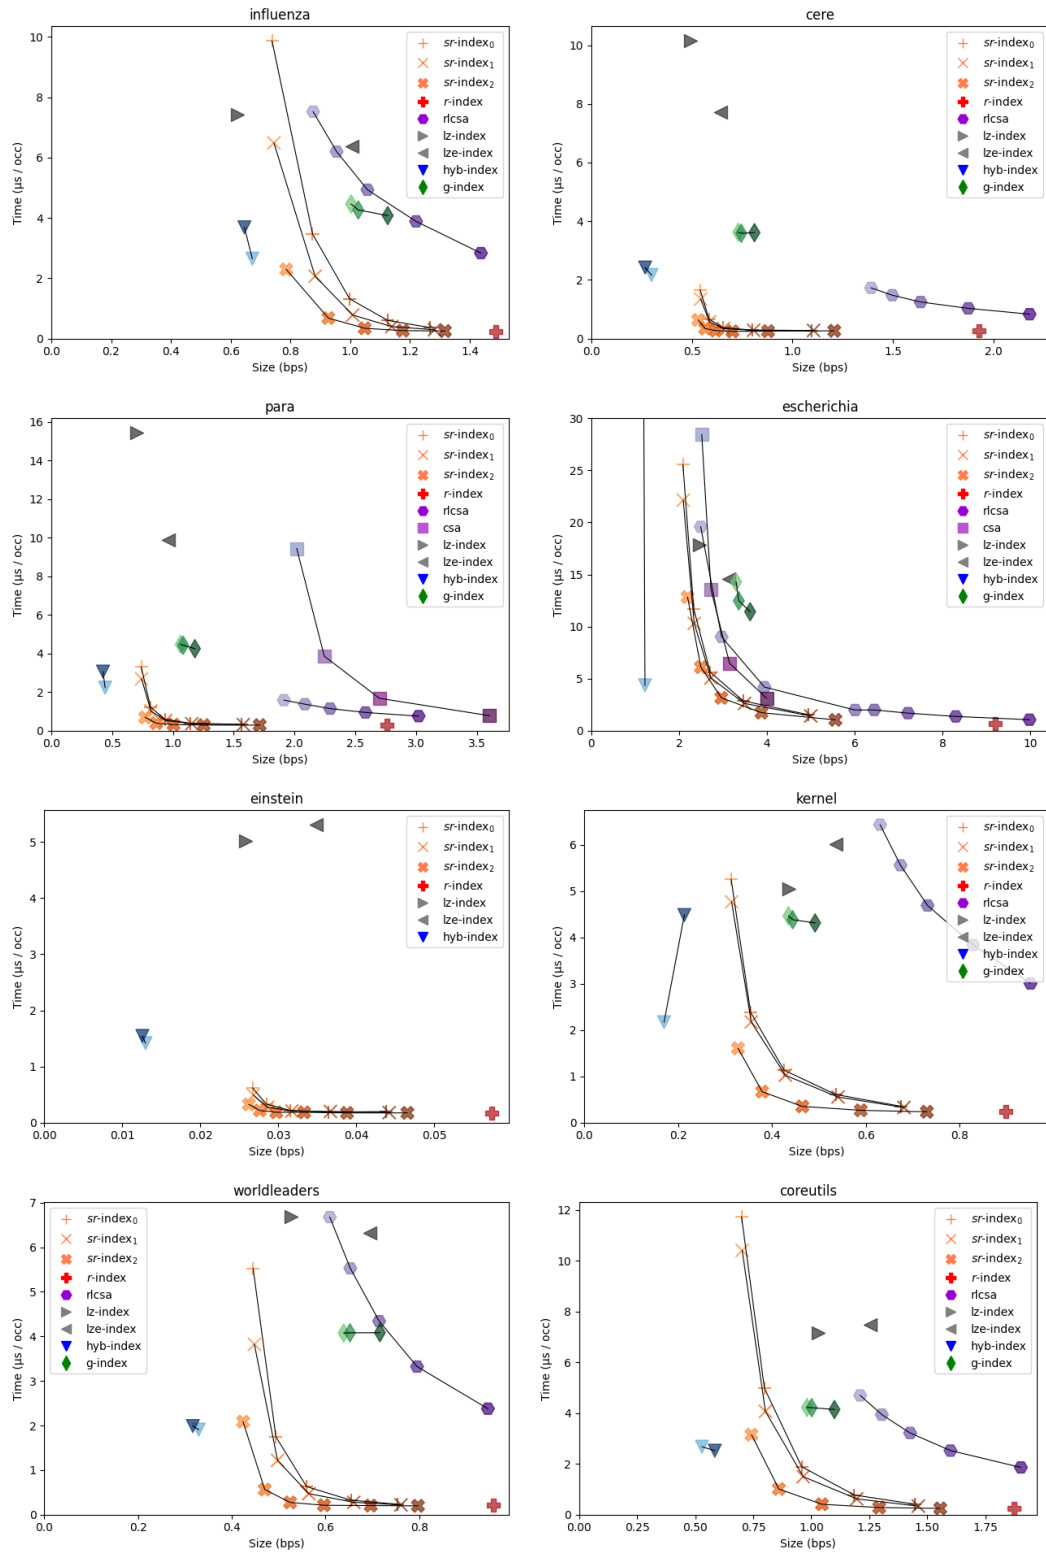 influenza
10
8
6
4
2
0
0.0 0.2 0.4 0.6 0.8 1.0 1.2 1.4
Time (μs / occ)
Size (bps)
sr-index₀
sr-index₁
sr-index₂
r-index
rlcsa
lz-index
lze-index
hyb-index
g-index
cere
10
8
6
4
2
0
0.0 0.5 1.0 1.5 2.0
Time (μs / occ)
Size (bps)
sr-index₀
sr-index₁
sr-index₂
r-index
rlcsa
lz-index
lze-index
hyb-index
g-index
para
16
14
12
10
8
6
4
2
0
0.0 0.5 1.0 1.5 2.0 2.5 3.0 3.5
Time (μs / occ)
Size (bps)
sr-index₀
sr-index₁
sr-index₂
r-index
rlcsa
csa
lz-index
lze-index
hyb-index
g-index
escherichia
30
25
20
15
10
5
0
0 2 4 6 8 10
Time (μs / occ)
Size (bps)
sr-index₀
sr-index₁
sr-index₂
r-index
rlcsa
csa
lz-index
lze-index
hyb-index
g-index
einstein
5
4
3
2
1
0
0.00 0.01 0.02 0.03 0.04 0.05
Time (μs / occ)
Size (bps)
sr-index₀
sr-index₁
sr-index₂
r-index
lz-index
lze-index
hyb-index
kernel
6
5
4
3
2
1
0
0.0 0.2 0.4 0.6 0.8
Time (μs / occ)
Size (bps)
sr-index₀
sr-index₁
sr-index₂
r-index
rlcsa
lz-index
lze-index
hyb-index
g-index
worldleaders
7
6
5
4
3
2
1
0
0.0 0.2 0.4 0.6 0.8
Time (μs / occ)
Size (bps)
sr-index₀
sr-index₁
sr-index₂
r-index
rlcsa
lz-index
lze-index
hyb-index
g-index
coreutils
12
10
8
6
4
2
0
0.00 0.25 0.50 0.75 1.00 1.25 1.50 1.75
Time (μs / occ)
Size (bps)
sr-index₀
sr-index₁
sr-index₂
r-index
rlcsa
lz-index
lze-index
hyb-index
g-index